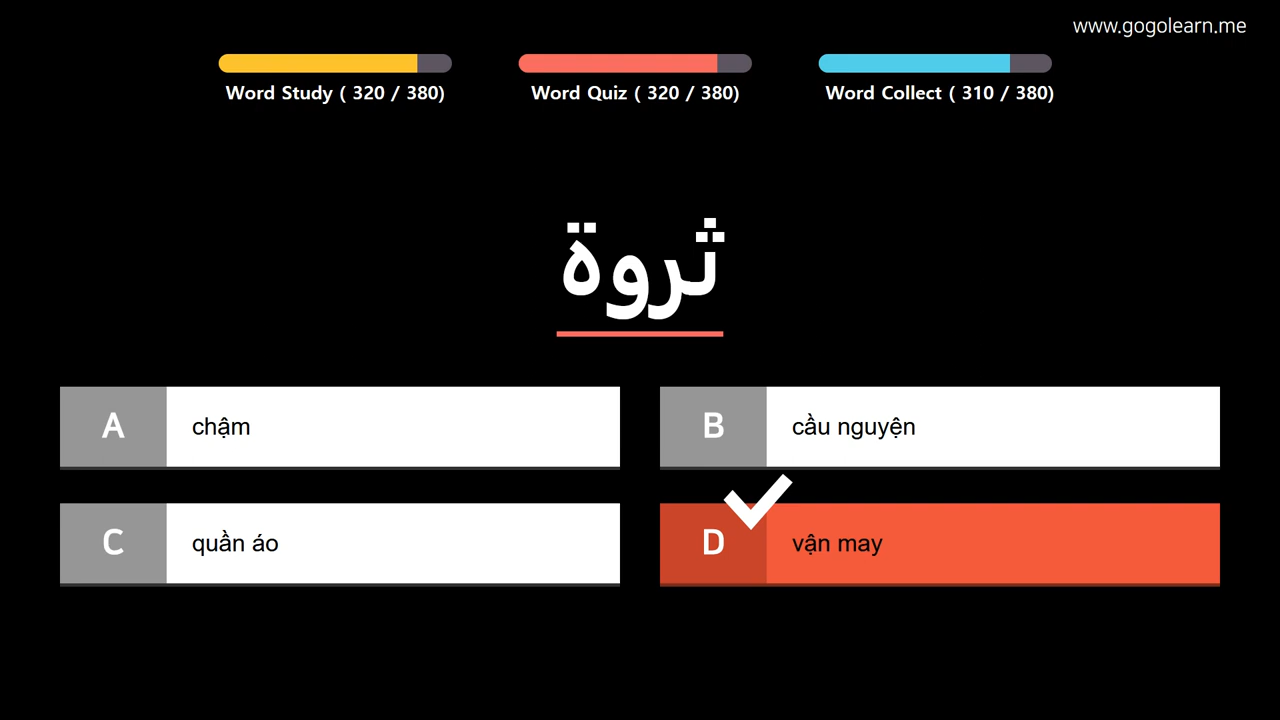 www.gogolearn.me
Word Study ( 320 / 380)
Word Quiz ( 320 / 380)
Word Collect ( 310 / 380)
ثروة
A chậm
B cầu nguyện
C quần áo
D vận may